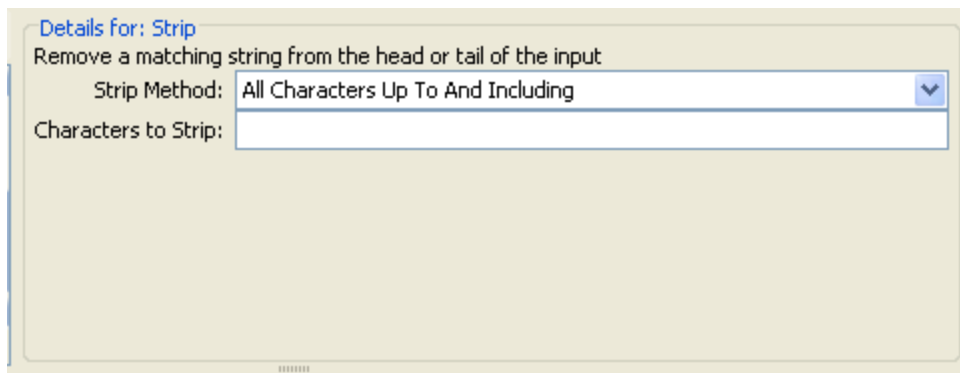 Details for: Strip
Remove a matching string from the head or tail of the input
Strip Method: All Characters Up To And Including
Characters to Strip: